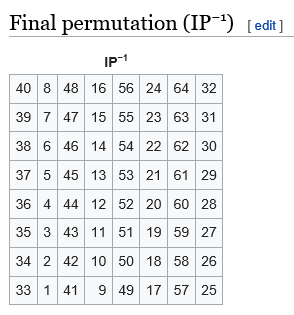 Final permutation (IP⁻¹) [ edit ]
IP⁻¹
40 8 48 16 56 24 64 32
39 7 47 15 55 23 63 31
38 6 46 14 54 22 62 30
37 5 45 13 53 21 61 29
36 4 44 12 52 20 60 28
35 3 43 11 51 19 59 27
34 2 42 10 50 18 58 26
33 1 41 9 49 17 57 25